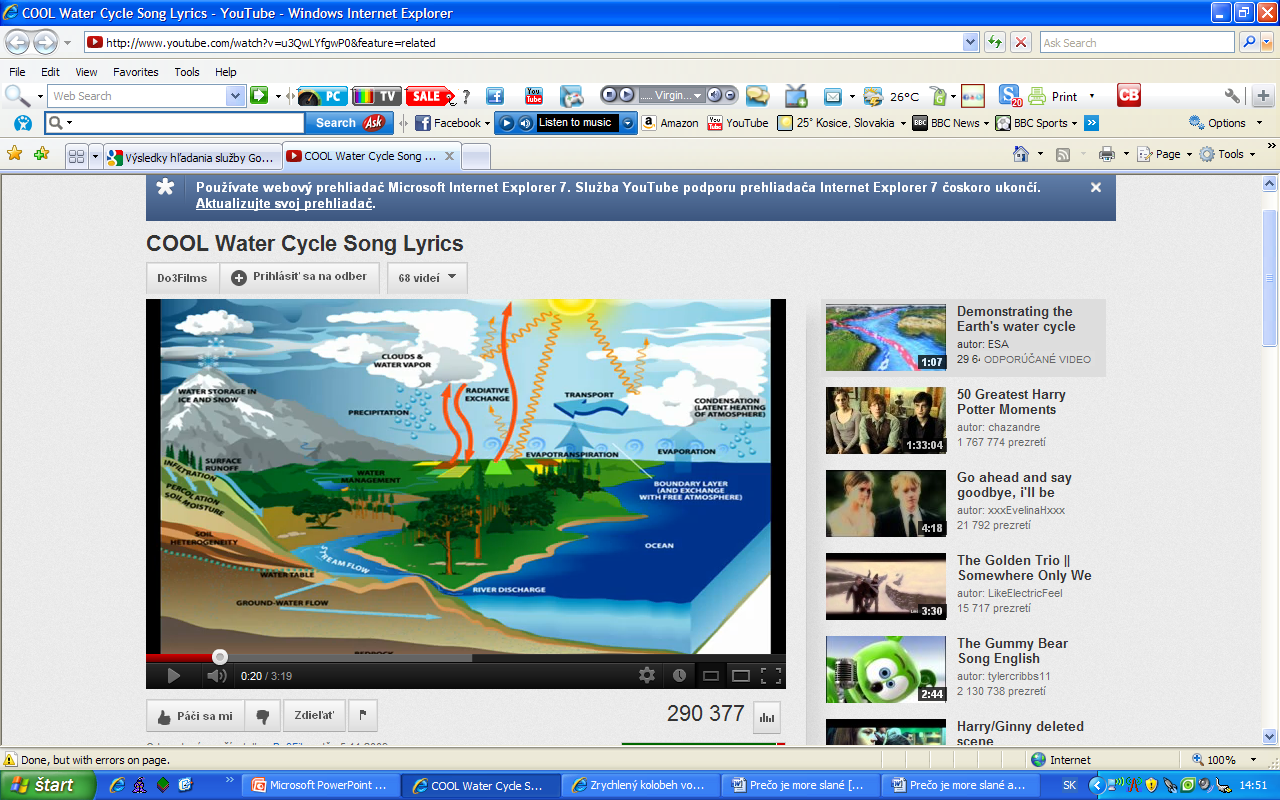 COOL Water Cycle Song Lyrics - YouTube - Windows Internet Explorer
http://www.youtube.com/watch?v=u3QwLYfgwP0&feature=related
Ask Search
File Edit View Favorites Tools Help
Web Search
PC
TV
SALE
?
You Tube
..... Virgin...
26°C
20
Print
CB
Search Ask
Facebook
Listen to music
Amazon
YouTube
25° Kosice, Slovakia
BBC News
BBC Sports
Options
Výsledky hľadania služby Go...
COOL Water Cycle Song ...
Page
Tools
Používate webový prehliadač Microsoft Internet Explorer 7. Služba YouTube podporu prehliadača Internet Explorer 7 čoskoro ukončí.
Aktualizujte svoj prehliadač.
COOL Water Cycle Song Lyrics
Do3Films
Prihlásiť sa na odber
68 videí
CLOUDS &
WATER VAPOR
WATER STORAGE IN
ICE AND SNOW
PRECIPITATION
RADIATIVE
EXCHANGE
TRANSPORT
CONDENSATION
(LATENT HEATING
OF ATMOSPHERE)
SURFACE
RUNOFF
INFILTRATION
PERCOLATION
SOIL MOISTURE
WATER
MANAGEMENT
EVAPOTRANSPIRATION
EVAPORATION
BOUNDARY LAYER
(AND EXCHANGE
WITH FREE ATMOSPHERE)
SOIL
HETEROGENEITY
OCEAN
STREAM FLOW
WATER TABLE
RIVER DISCHARGE
GROUND-WATER FLOW
BEDROCK
0:20 / 3:19
Páči sa mi
Zdieľať
290 377
Demonstrating the
Earth's water cycle
autor: ESA
29 6· ODPORÚČANÉ VIDEO
1:07
50 Greatest Harry
Potter Moments
autor: chazandre
1 767 774 prezretí
1:33:04
Go ahead and say
goodbye, i'll be
autor: xxxEvelinaHxxx
21 792 prezretí
4:18
The Golden Trio ||
Somewhere Only We
autor: LikeElectricFeel
15 717 prezretí
3:30
The Gummy Bear
Song English
autor: tylercribbs11
2 130 738 prezretí
2:44
Harry/Ginny deleted
scene
Done, but with errors on page.
Internet
100%
štart
Microsoft PowerPoint ...
COOL Water Cycle S...
Zrychlený kolobeh vo...
Prečo je more slané [...
Prečo je more slané a...
SK
14:51